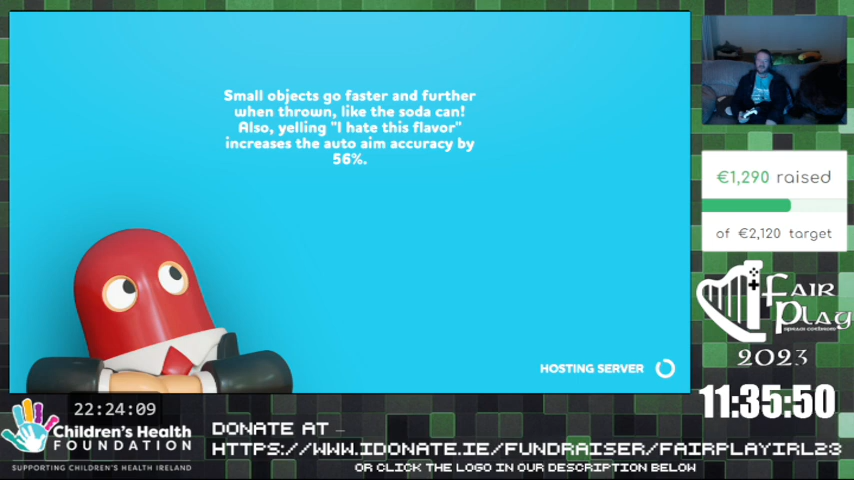 Small objects go faster and further
when thrown, like the soda can!
Also, yelling "I hate this flavor"
increases the auto aim accuracy by
56%.
HOSTING SERVER
€1,290 raised
of €2,120 target
FAIR
PLAY
2023
11:35:50
22:24:09
Children's Health
FOUNDATION
SUPPORTING CHILDREN'S HEALTH IRELAND
DONATE AT -
HTTPS://WWW.IDONATE.IE/FUNDRAISER/FAIRPLAYIRL23
OR CLICK THE LOGO IN OUR DESCRIPTION BELOW